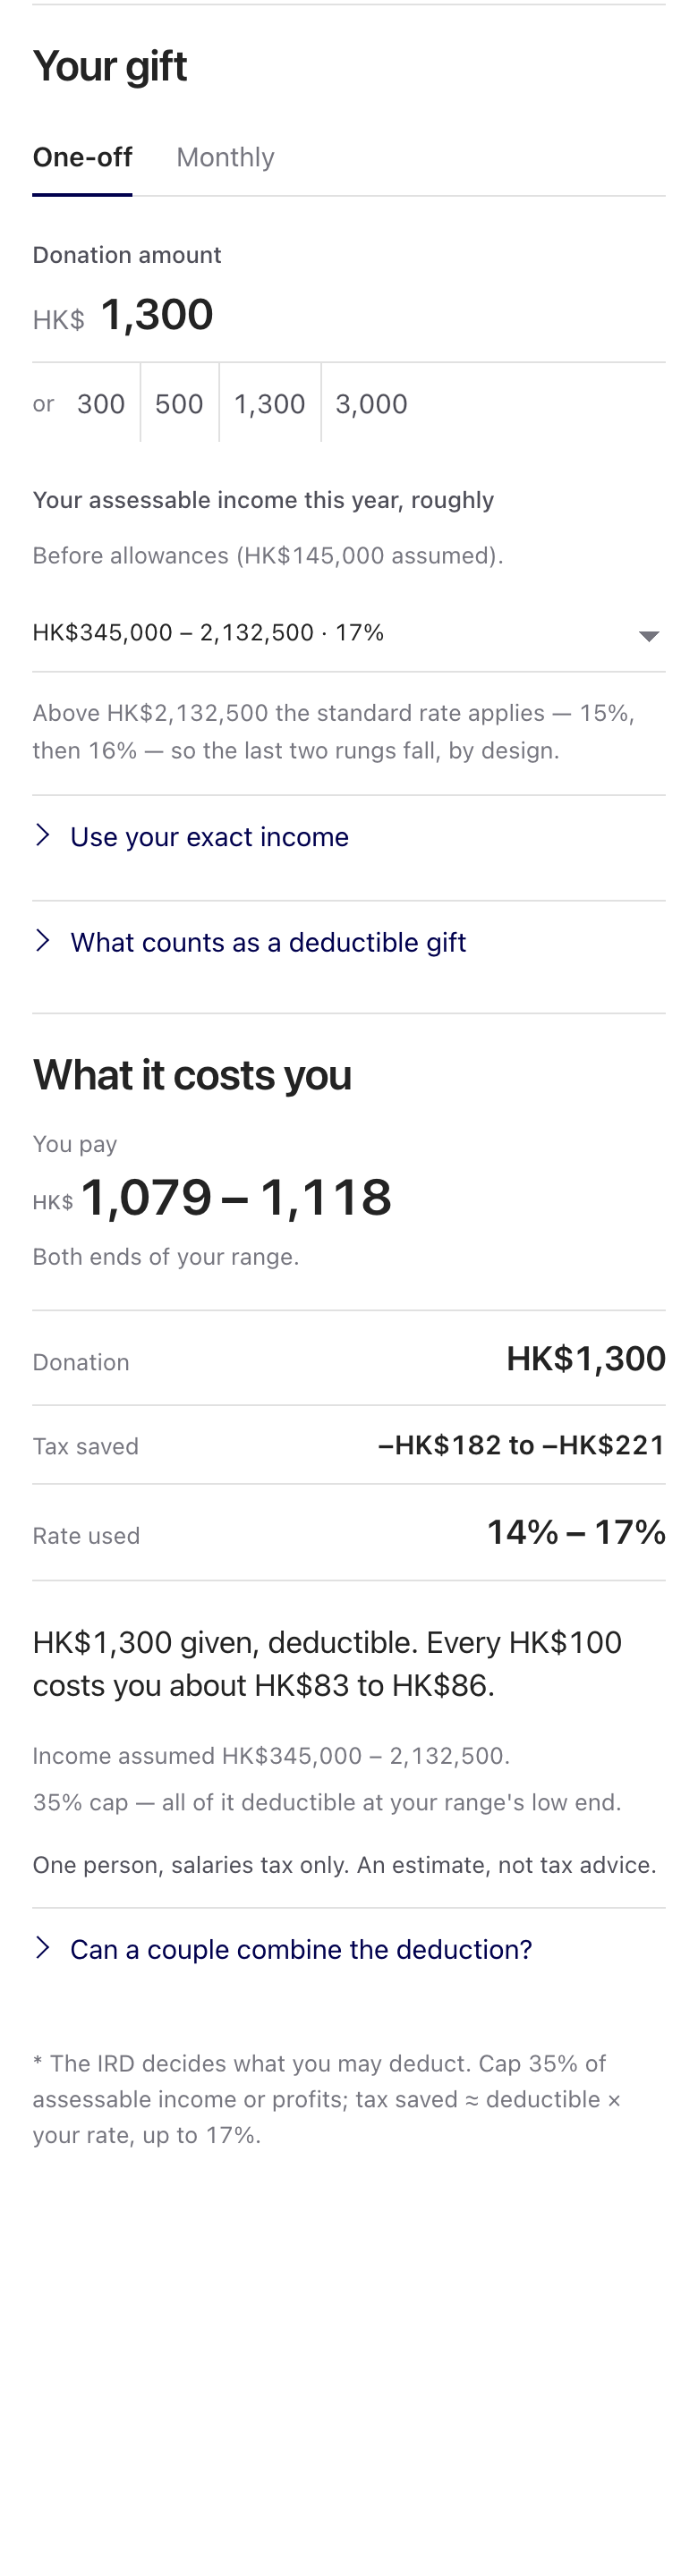 Your gift
One-off
Monthly
Donation amount
HK$ 1,300
or 300 500 1,300 3,000
Your assessable income this year, roughly
Before allowances (HK$145,000 assumed).
HK$345,000 – 2,132,500 · 17%
Above HK$2,132,500 the standard rate applies — 15%,
then 16% — so the last two rungs fall, by design.
Use your exact income
What counts as a deductible gift
What it costs you
You pay
HK$ 1,079 – 1,118
Both ends of your range.
Donation HK$1,300
Tax saved –HK$182 to –HK$221
Rate used 14% – 17%
HK$1,300 given, deductible. Every HK$100
costs you about HK$83 to HK$86.
Income assumed HK$345,000 – 2,132,500.
35% cap — all of it deductible at your range's low end.
One person, salaries tax only. An estimate, not tax advice.
Can a couple combine the deduction?
* The IRD decides what you may deduct. Cap 35% of
assessable income or profits; tax saved ≈ deductible ×
your rate, up to 17%.